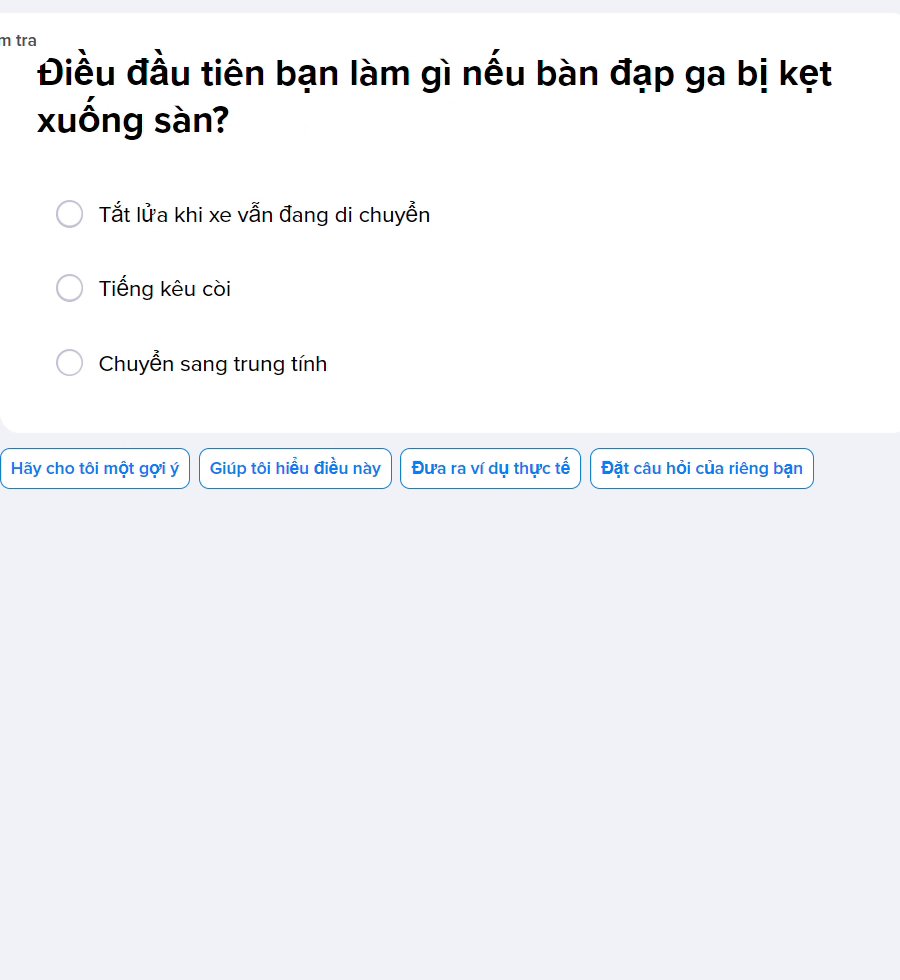 m tra
Điều đầu tiên bạn làm gì nếu bàn đạp ga bị kẹt
xuống sàn?
Tắt lửa khi xe vẫn đang di chuyển
Tiếng kêu còi
Chuyển sang trung tính
Hãy cho tôi một gợi ý
Giúp tôi hiểu điều này
Đưa ra ví dụ thực tế
Đặt câu hỏi của riêng bạn